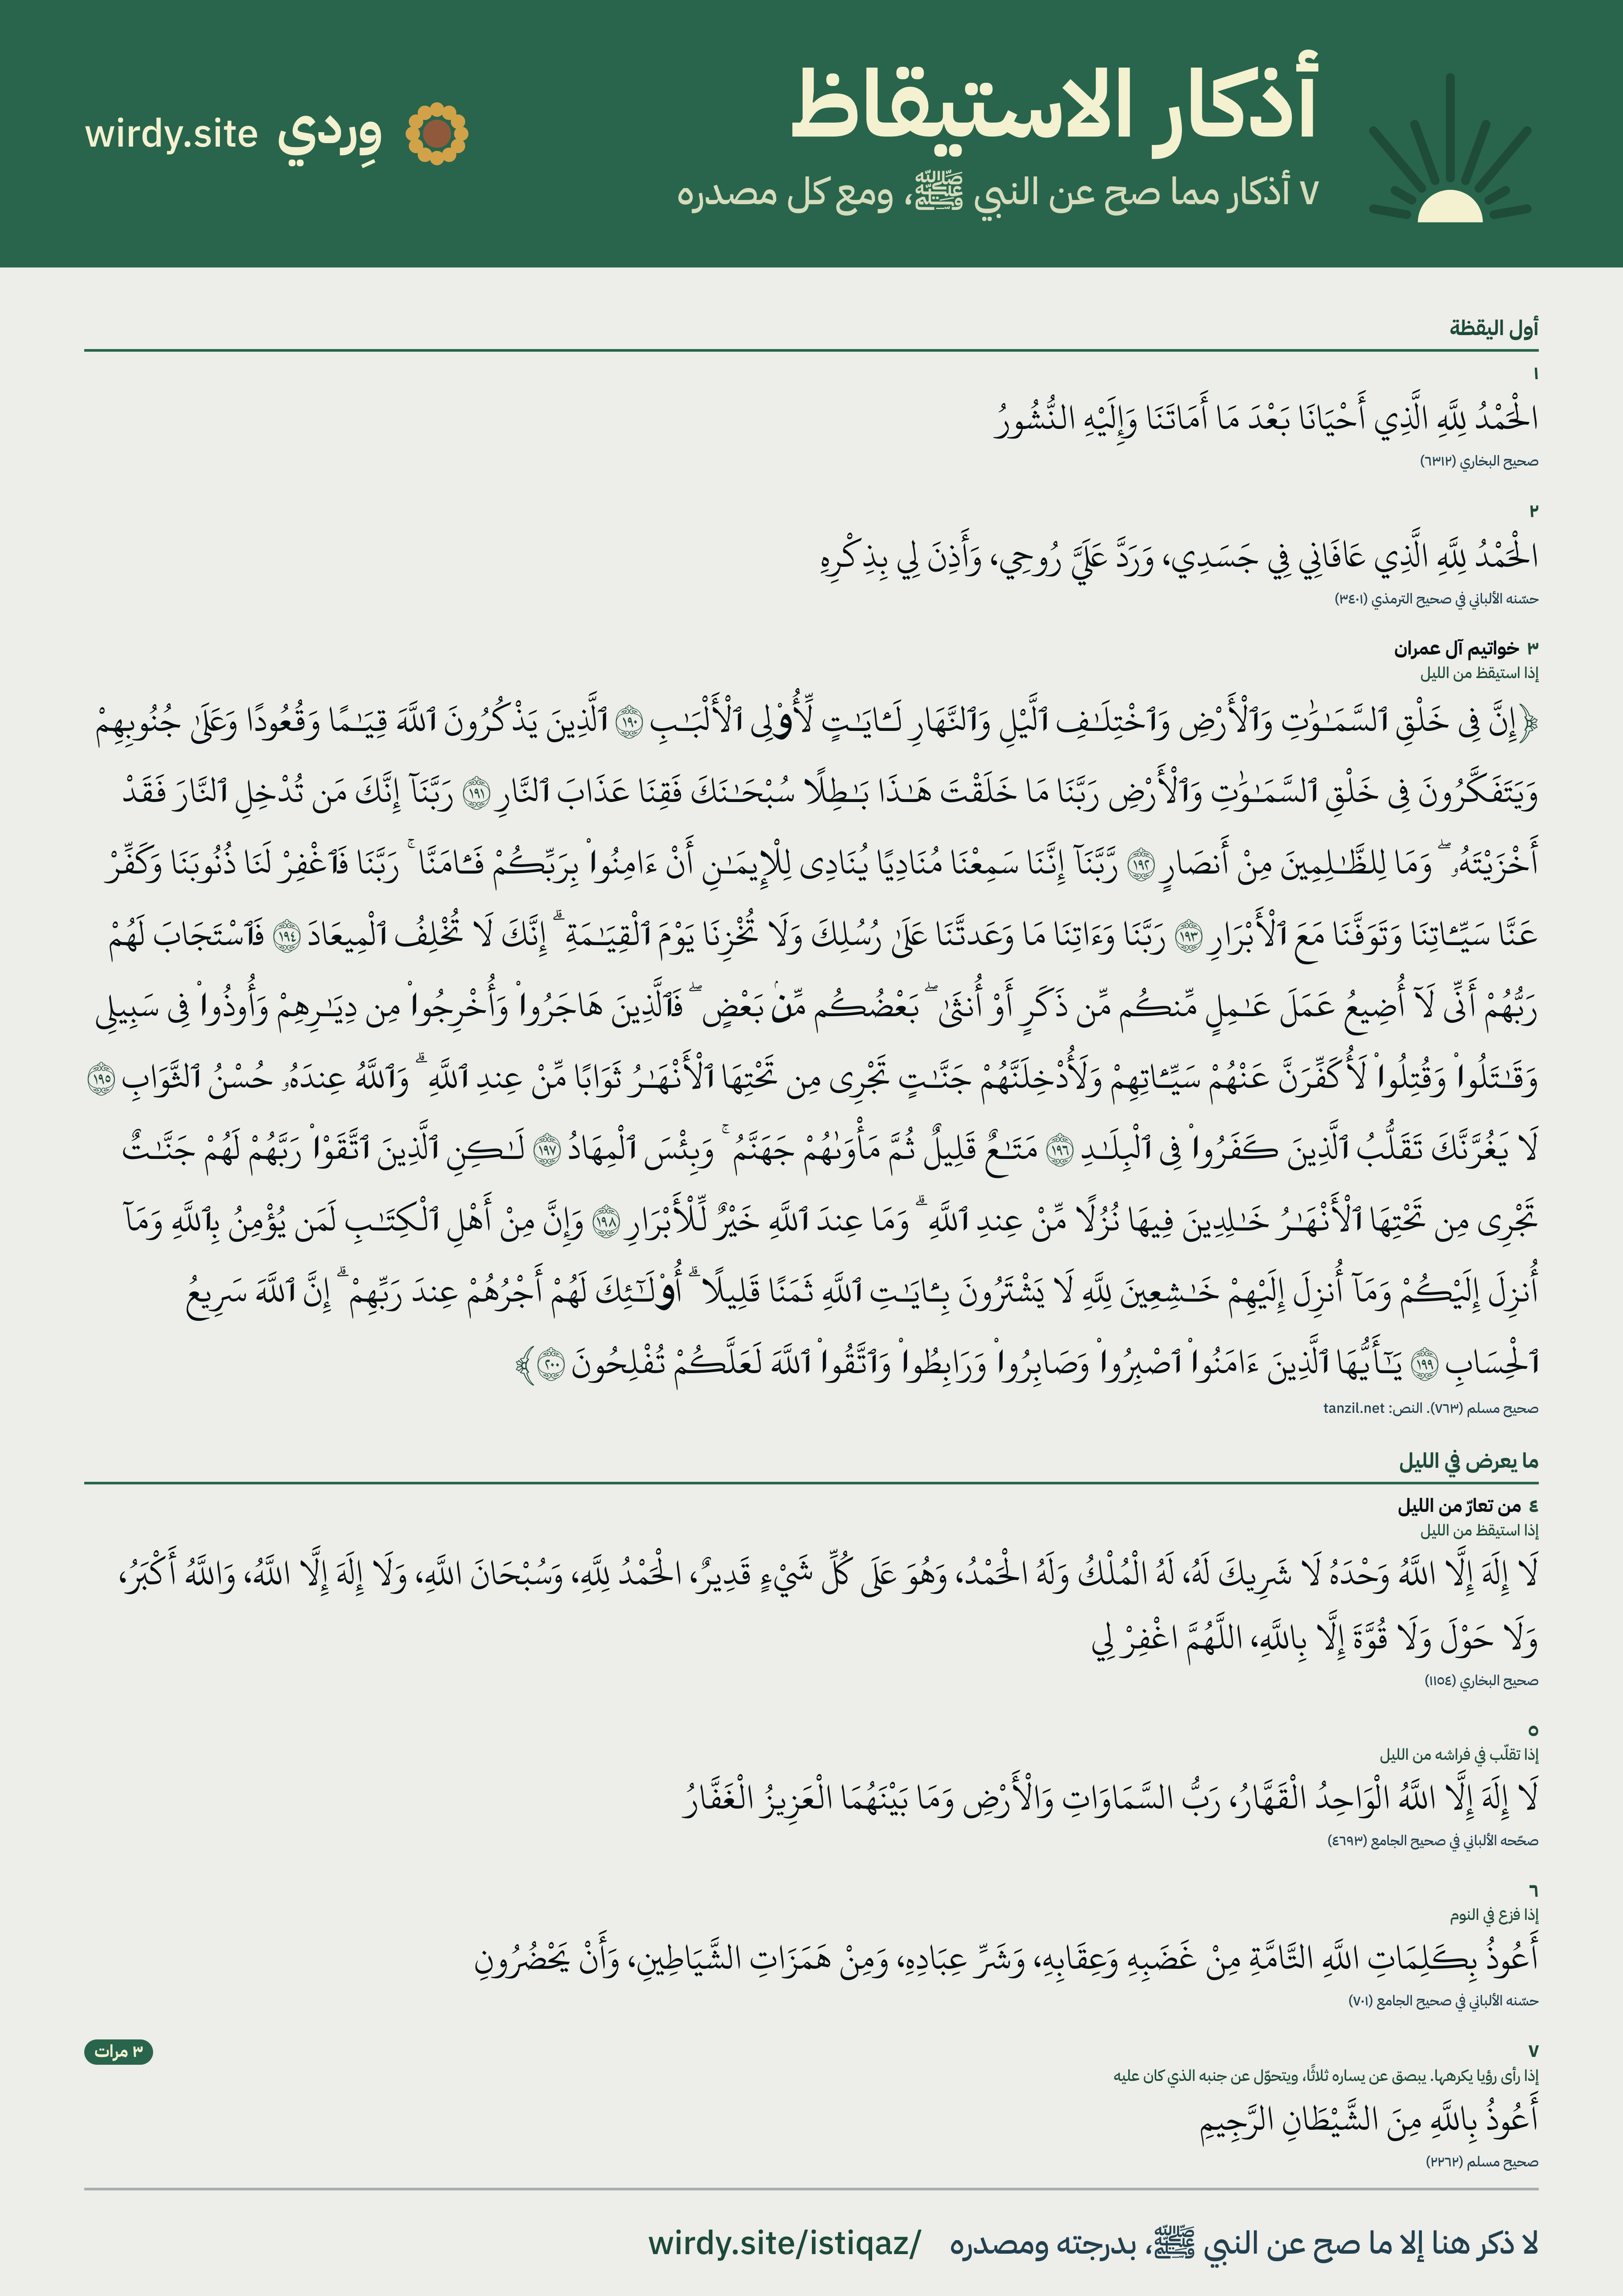 أذكار الاستيقاظ
٧ أذكار مما صح عن النبي ﷺ، ومع كل مصدره
وِردي wirdy.site
أول اليقظة
١
الْحَمْدُ لِلَّهِ الَّذِي أَحْيَانَا بَعْدَ مَا أَمَاتَنَا وَإِلَيْهِ النُّشُورُ
صحيح البخاري (٦٣١٢)
٢
الْحَمْدُ لِلَّهِ الَّذِي عَافَانِي فِي جَسَدِي، وَرَدَّ عَلَيَّ رُوحِي، وَأَذِنَ لِي بِذِكْرِهِ
حسّنه الألباني في صحيح الترمذي (٣٤٠١)
٣ خواتيم آل عمران
إذا استيقظ من الليل
﴿إِنَّ فِى خَلْقِ ٱلسَّمَـٰوَٰتِ وَٱلْأَرْضِ وَٱخْتِلَـٰفِ ٱلَّيْلِ وَٱلنَّهَارِ لَـَٔايَـٰتٍ لِّأُو۟لِى ٱلْأَلْبَـٰبِ ١٩٠ ٱلَّذِينَ يَذْكُرُونَ ٱللَّهَ قِيَـٰمًا وَقُعُودًا وَعَلَىٰ جُنُوبِهِمْ
وَيَتَفَكَّرُونَ فِى خَلْقِ ٱلسَّمَـٰوَٰتِ وَٱلْأَرْضِ رَبَّنَا مَا خَلَقْتَ هَـٰذَا بَـٰطِلًا سُبْحَـٰنَكَ فَقِنَا عَذَابَ ٱلنَّارِ ١٩١ رَبَّنَآ إِنَّكَ مَن تُدْخِلِ ٱلنَّارَ فَقَدْ
أَخْزَيْتَهُۥ ۖ وَمَا لِلظَّـٰلِمِينَ مِنْ أَنصَارٍ ١٩٢ رَّبَّنَآ إِنَّنَا سَمِعْنَا مُنَادِيًا يُنَادِى لِلْإِيمَـٰنِ أَنْ ءَامِنُوا۟ بِرَبِّكُمْ فَـَٔامَنَّا ۚ رَبَّنَا فَٱغْفِرْ لَنَا ذُنُوبَنَا وَكَفِّرْ
عَنَّا سَيِّـَٔاتِنَا وَتَوَفَّنَا مَعَ ٱلْأَبْرَارِ ١٩٣ رَبَّنَا وَءَاتِنَا مَا وَعَدتَّنَا عَلَىٰ رُسُلِكَ وَلَا تُخْزِنَا يَوْمَ ٱلْقِيَـٰمَةِ ۗ إِنَّكَ لَا تُخْلِفُ ٱلْمِيعَادَ ١٩٤ فَٱسْتَجَابَ لَهُمْ
رَبُّهُمْ أَنِّى لَآ أُضِيعُ عَمَلَ عَـٰمِلٍ مِّنكُم مِّن ذَكَرٍ أَوْ أُنثَىٰ ۖ بَعْضُكُم مِّنۢ بَعْضٍ ۖ فَٱلَّذِينَ هَاجَرُوا۟ وَأُخْرِجُوا۟ مِن دِيَـٰرِهِمْ وَأُوذُوا۟ فِى سَبِيلِى
وَقَـٰتَلُوا۟ وَقُتِلُوا۟ لَأُكَفِّرَنَّ عَنْهُمْ سَيِّـَٔاتِهِمْ وَلَأُدْخِلَنَّهُمْ جَنَّـٰتٍ تَجْرِى مِن تَحْتِهَا ٱلْأَنْهَـٰرُ ثَوَابًا مِّنْ عِندِ ٱللَّهِ ۗ وَٱللَّهُ عِندَهُۥ حُسْنُ ٱلثَّوَابِ ١٩٥
لَا يَغُرَّنَّكَ تَقَلُّبُ ٱلَّذِينَ كَفَرُوا۟ فِى ٱلْبِلَـٰدِ ١٩٦ مَتَـٰعٌ قَلِيلٌ ثُمَّ مَأْوَىٰهُمْ جَهَنَّمُ ۚ وَبِئْسَ ٱلْمِهَادُ ١٩٧ لَـٰكِنِ ٱلَّذِينَ ٱتَّقَوْا۟ رَبَّهُمْ لَهُمْ جَنَّـٰتٌ
تَجْرِى مِن تَحْتِهَا ٱلْأَنْهَـٰرُ خَـٰلِدِينَ فِيهَا نُزُلًا مِّنْ عِندِ ٱللَّهِ ۗ وَمَا عِندَ ٱللَّهِ خَيْرٌ لِّلْأَبْرَارِ ١٩٨ وَإِنَّ مِنْ أَهْلِ ٱلْكِتَـٰبِ لَمَن يُؤْمِنُ بِٱللَّهِ وَمَآ
أُنزِلَ إِلَيْكُمْ وَمَآ أُنزِلَ إِلَيْهِمْ خَـٰشِعِينَ لِلَّهِ لَا يَشْتَرُونَ بِـَٔايَـٰتِ ٱللَّهِ ثَمَنًا قَلِيلًا ۗ أُو۟لَـٰٓئِكَ لَهُمْ أَجْرُهُمْ عِندَ رَبِّهِمْ ۗ إِنَّ ٱللَّهَ سَرِيعُ
ٱلْحِسَابِ ١٩٩ يَـٰٓأَيُّهَا ٱلَّذِينَ ءَامَنُوا۟ ٱصْبِرُوا۟ وَصَابِرُوا۟ وَرَابِطُوا۟ وَٱتَّقُوا۟ ٱللَّهَ لَعَلَّكُمْ تُفْلِحُونَ ٢٠٠﴾
صحيح مسلم (٧٦٣). النص: tanzil.net
ما يعرض في الليل
٤ من تعارّ من الليل
إذا استيقظ من الليل
لَا إِلَهَ إِلَّا اللَّهُ وَحْدَهُ لَا شَرِيكَ لَهُ، لَهُ الْمُلْكُ وَلَهُ الْحَمْدُ، وَهُوَ عَلَى كُلِّ شَيْءٍ قَدِيرٌ، الْحَمْدُ لِلَّهِ، وَسُبْحَانَ اللَّهِ، وَلَا إِلَهَ إِلَّا اللَّهُ، وَاللَّهُ أَكْبَرُ،
وَلَا حَوْلَ وَلَا قُوَّةَ إِلَّا بِاللَّهِ، اللَّهُمَّ اغْفِرْ لِي
صحيح البخاري (١١٥٤)
٥
إذا تقلّب في فراشه من الليل
لَا إِلَهَ إِلَّا اللَّهُ الْوَاحِدُ الْقَهَّارُ، رَبُّ السَّمَاوَاتِ وَالْأَرْضِ وَمَا بَيْنَهُمَا الْعَزِيزُ الْغَفَّارُ
صحّحه الألباني في صحيح الجامع (٤٦٩٣)
٦
إذا فزع في النوم
أَعُوذُ بِكَلِمَاتِ اللَّهِ التَّامَّةِ مِنْ غَضَبِهِ وَعِقَابِهِ، وَشَرِّ عِبَادِهِ، وَمِنْ هَمَزَاتِ الشَّيَاطِينِ، وَأَنْ يَحْضُرُونِ
حسّنه الألباني في صحيح الجامع (٧٠١)
٧
٣ مرات
إذا رأى رؤيا يكرهها. يبصق عن يساره ثلاثًا، ويتحوّل عن جنبه الذي كان عليه
أَعُوذُ بِاللَّهِ مِنَ الشَّيْطَانِ الرَّجِيمِ
صحيح مسلم (٢٢٦٢)
لا ذكر هنا إلا ما صح عن النبي ﷺ، بدرجته ومصدره wirdy.site/istiqaz/